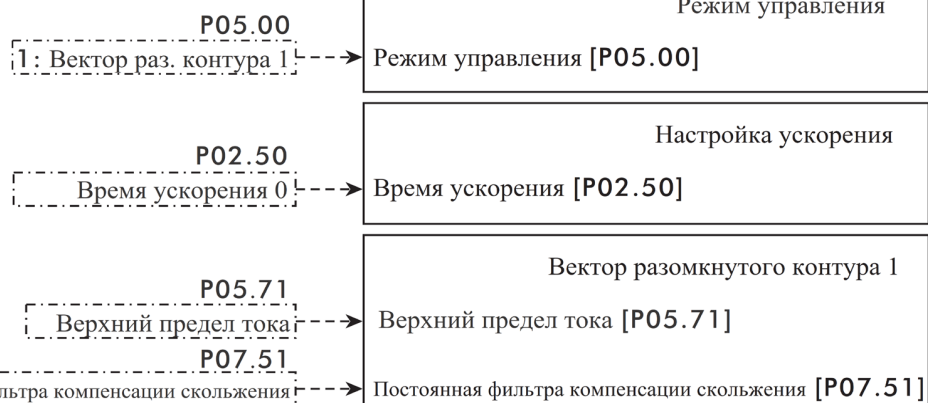 Режим управления
P05.00
1: Вектор раз. контура 1
Режим управления [P05.00]
Настройка ускорения
P02.50
Время ускорения 0
Время ускорения [P02.50]
Вектор разомкнутого контура 1
P05.71
Верхний предел тока
Верхний предел тока [P05.71]
P07.51
компенсации скольжения
Постоянная фильтра компенсации скольжения [P07.51]